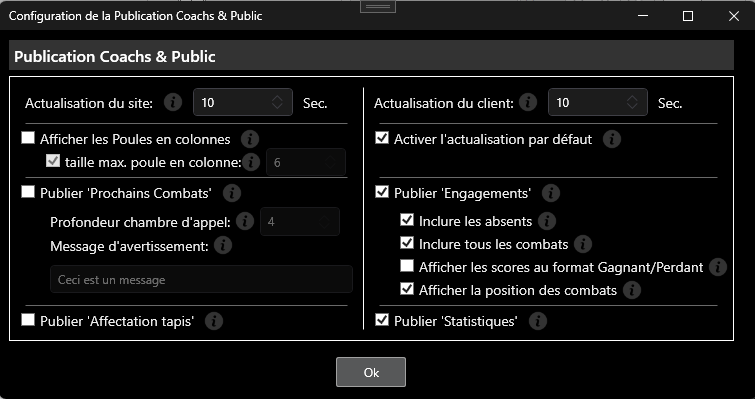 Configuration de la Publication Coachs & Public
Publication Coachs & Public
Actualisation du site: i 10 Sec.
Actualisation du client: i 10 Sec.
Afficher les Poules en colonnes i
taille max. poule en colonne: i 6
Activer l'actualisation par défaut i
Publier 'Prochains Combats' i
Profondeur chambre d'appel: i 4
Message d'avertissement: i
Ceci est un message
Publier 'Engagements' i
Inclure les absents i
Inclure tous les combats i
Afficher les scores au format Gagnant/Perdant i
Afficher la position des combats i
Publier 'Affectation tapis' i
Publier 'Statistiques' i
Ok